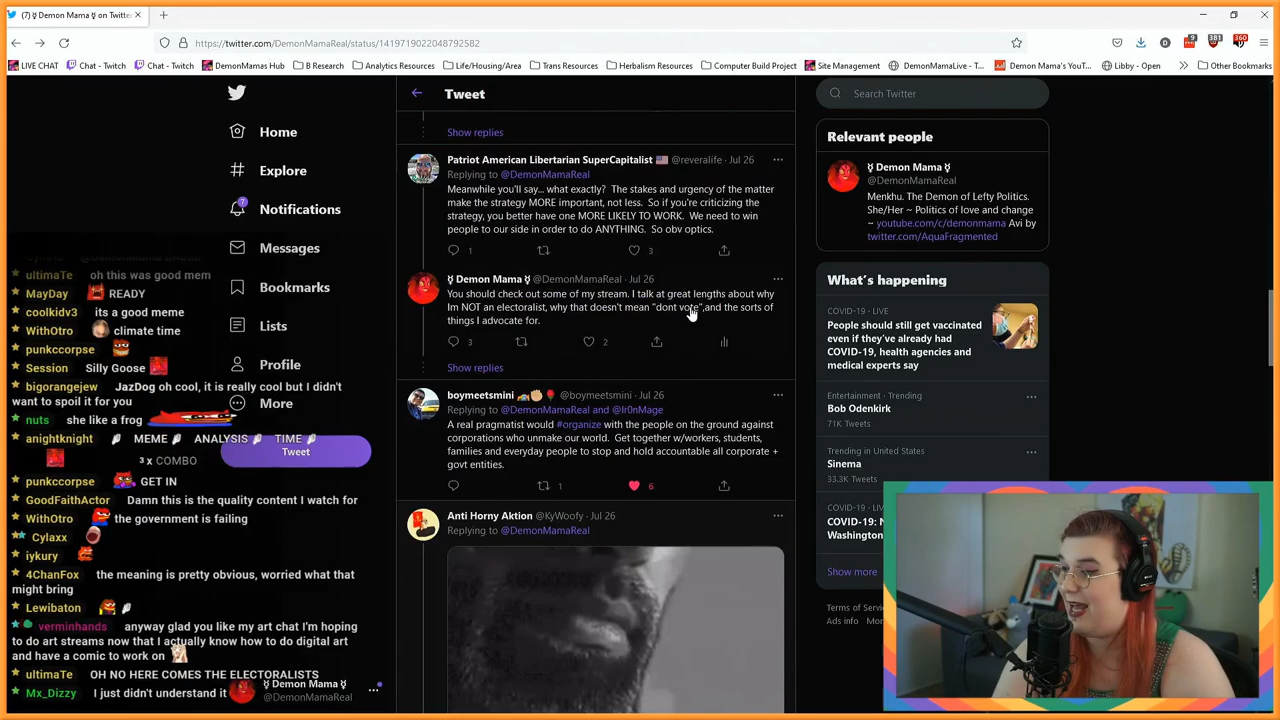 (7) ☿ Demon Mama ☿ on Twitte
https://twitter.com/DemonMamaReal/status/1419719022048792582
9
381
360
LIVE CHAT
Chat - Twitch
Chat - Twitch
DemonMamas Hub
B Research
Analytics Resources
Life/Housing/Area
Trans Resources
Herbalism Resources
Computer Build Project
Site Management
DemonMamaLive - T...
Demon Mama's YouT...
Libby - Open
Other Bookmarks
Home
Explore
7
Notifications
Messages
Bookmarks
Lists
Profile
More
Tweet
☿ Demon Mama ☿
@DemonMamaReal
ultimaTe oh this was good mem
MayDay READY
coolkidv3 its a good meme
WithOtro climate time
punkccorpse
Session Silly Goose
bigorangejew JazDog oh cool, it is really cool but I didn't
want to spoil it for you
nuts she like a frog
anightknight MEME ANALYSIS TIME
3 x COMBO
punkccorpse GET IN
GoodFaithActor Damn this is the quality content I watch for
WithOtro the government is failing
Cylaxx
iykury
4ChanFox the meaning is pretty obvious, worried what that
might bring
Lewibaton
verminhands anyway glad you like my art chat I'm hoping
to do art streams now that I actually know how to do digital art
and have a comic to work on
ultimaTe OH NO HERE COMES THE ELECTORALISTS
Mx_Dizzy I just didn't understand it
Tweet
Show replies
Patriot American Libertarian SuperCapitalist 🇺🇸 @reveralife · Jul 26
Replying to @DemonMamaReal
Meanwhile you'll say... what exactly? The stakes and urgency of the matter
make the strategy MORE important, not less. So if you're criticizing the
strategy, you better have one MORE LIKELY TO WORK. We need to win
people to our side in order to do ANYTHING. So obv optics.
1
3
☿ Demon Mama ☿ @DemonMamaReal · Jul 26
You should check out some of my stream. I talk at great lengths about why
Im NOT an electoralist, why that doesn't mean "dont vote",and the sorts of
things I advocate for.
3
2
Show replies
boymeetsmini @boymeetsmini · Jul 26
Replying to @DemonMamaReal and @Ir0nMage
A real pragmatist would #organize with the people on the ground against
corporations who unmake our world. Get together w/workers, students,
families and everyday people to stop and hold accountable all corporate +
govt entities.
1
6
Anti Horny Aktion @KyWoofy · Jul 26
Replying to @DemonMamaReal
Search Twitter
Relevant people
☿ Demon Mama ☿
@DemonMamaReal
Menkhu. The Demon of Lefty Politics.
She/Her ~ Politics of love and change
~ youtube.com/c/demonmama Avi by
twitter.com/AquaFragmented
What's happening
COVID-19 · LIVE
People should still get vaccinated
even if they've already had
COVID-19, health agencies and
medical experts say
Entertainment · Trending
Bob Odenkirk
71K Tweets
Trending in United States
Sinema
33.3K Tweets
COVID-19 · LIVE
COVID-19: N
Washington
Show more
Terms of Servi
Ads info